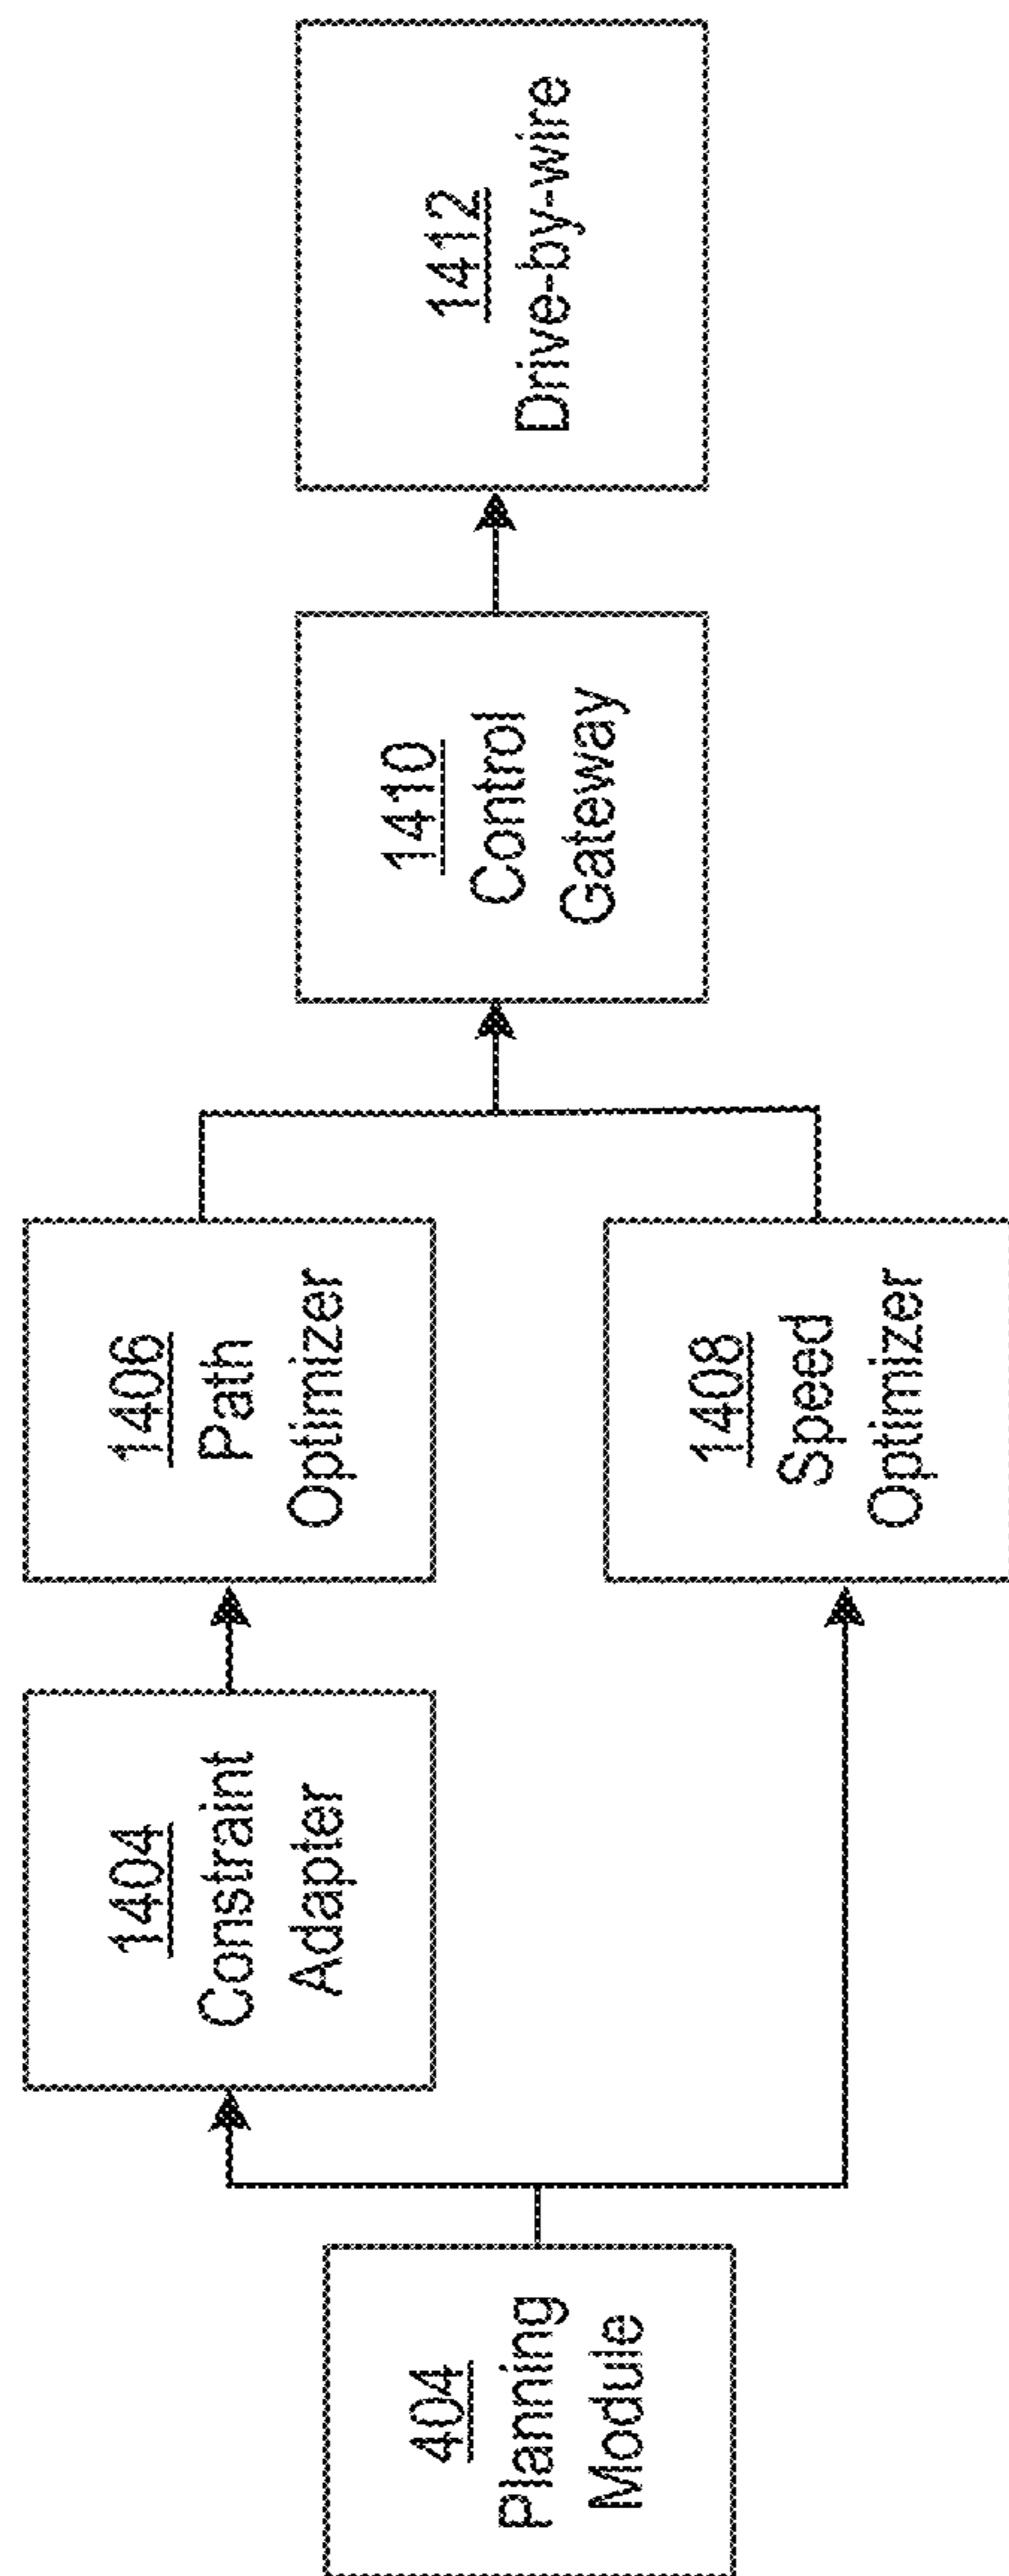 404
Planning
Module
1404
Constraint
Adapter
1406
Path
Optimizer
1408
Speed
Optimizer
1410
Control
Gateway
1412
Drive-by-wire